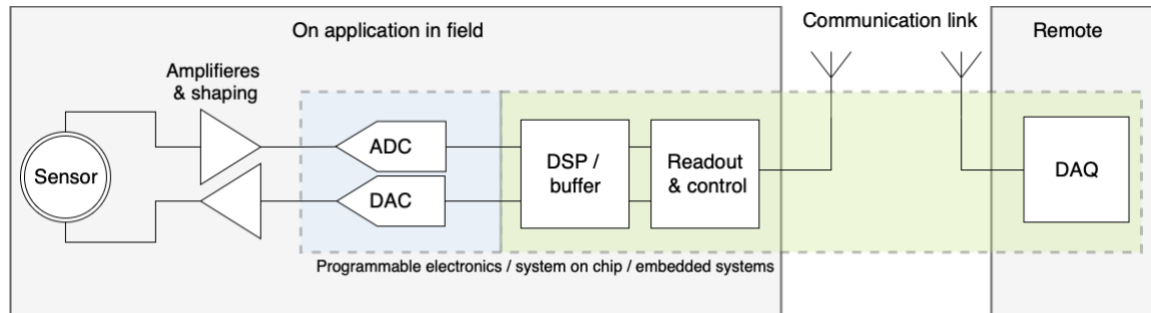 On application in field
Communication link
Remote
Amplifieres
& shaping
Sensor
ADC
DAC
DSP /
buffer
Readout
& control
DAQ
Programmable electronics / system on chip / embedded systems